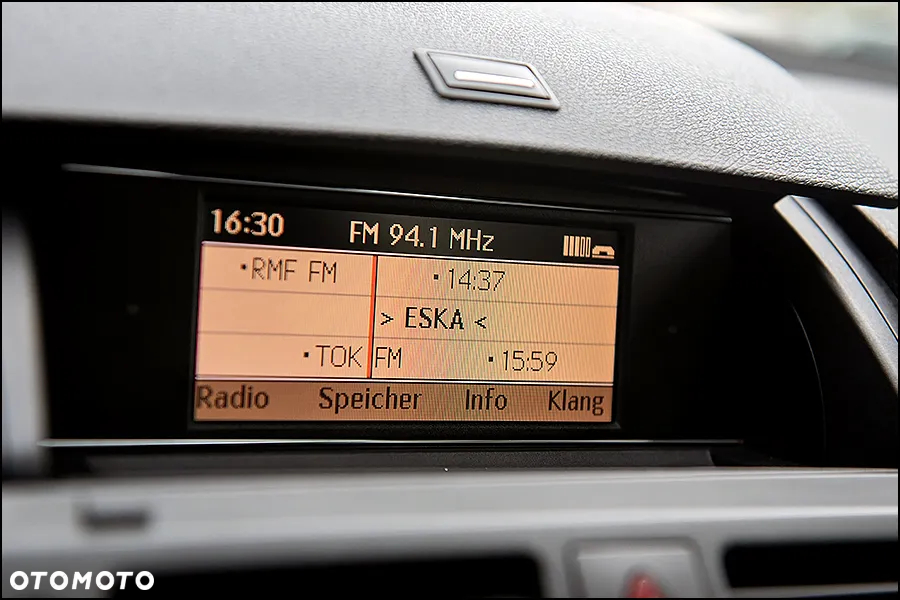 16:30 FM 94.1 MHz
·RMF FM ·14:37
> ESKA <
·TOK FM ·15:59
Radio Speicher Info Klang
OTOMOTO